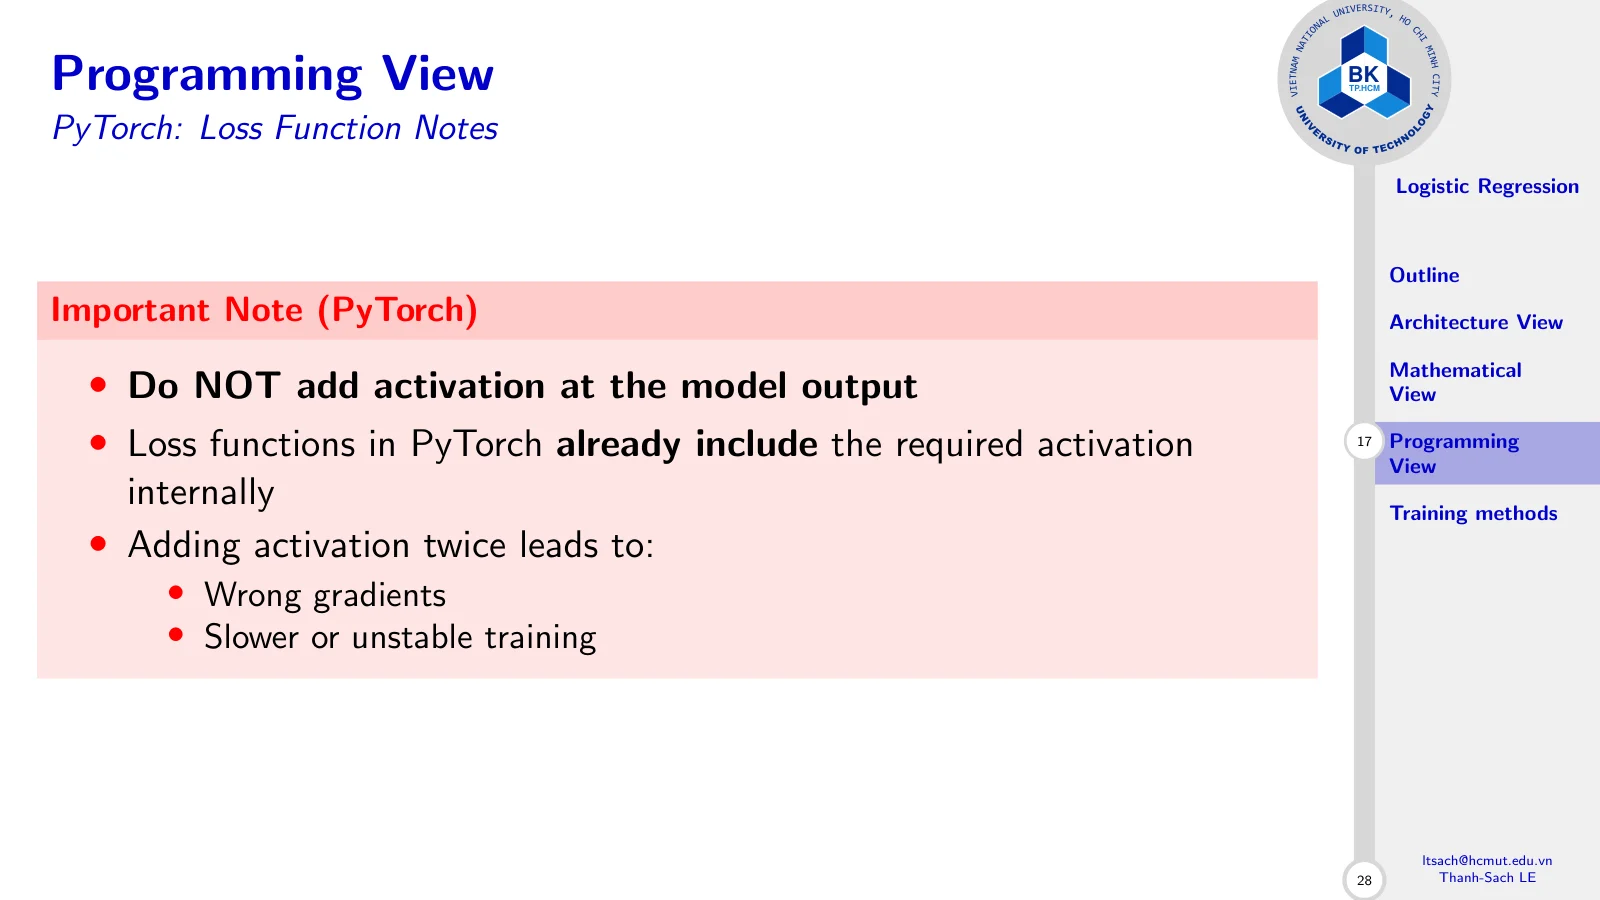 Programming View
PyTorch: Loss Function Notes
Important Note (PyTorch)
• Do NOT add activation at the model output
• Loss functions in PyTorch already include the required activation
internally
• Adding activation twice leads to:
• Wrong gradients
• Slower or unstable training
VIETNAM NATIONAL UNIVERSITY, HO CHI MINH CITY
BK
TP.HCM
UNIVERSITY OF TECHNOLOGY
Logistic Regression
Outline
Architecture View
Mathematical
View
17
Programming
View
Training methods
ltsach@hcmut.edu.vn
Thanh-Sach LE
28